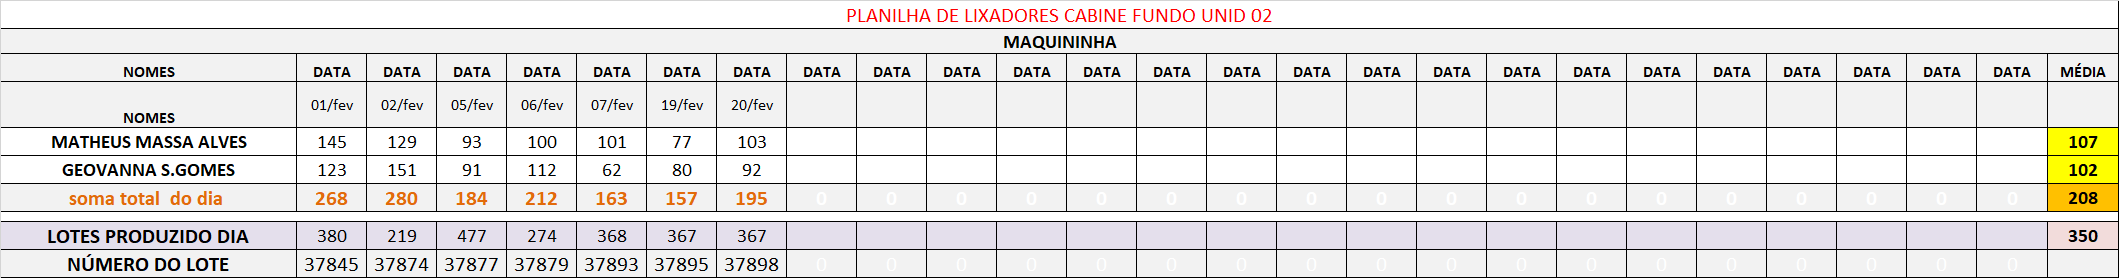 PLANILHA DE LIXADORES CABINE FUNDO UNID 02
MAQUININHA
NOMES DATA DATA DATA DATA DATA DATA DATA DATA DATA DATA DATA DATA DATA DATA DATA DATA DATA DATA DATA DATA DATA DATA DATA DATA DATA MÉDIA
NOMES 01/fev 02/fev 05/fev 06/fev 07/fev 19/fev 20/fev
MATHEUS MASSA ALVES 145 129 93 100 101 77 103 107
GEOVANNA S.GOMES 123 151 91 112 62 80 92 102
soma total do dia 268 280 184 212 163 157 195 0 0 0 0 0 0 0 0 0 0 0 0 0 0 0 0 0 0 208
LOTES PRODUZIDO DIA 380 219 477 274 368 367 367 350
NÚMERO DO LOTE 37845 37874 37877 37879 37893 37895 37898 0 0 0 0 0 0 0 0 0 0 0 0 0 0 0 0 0 0